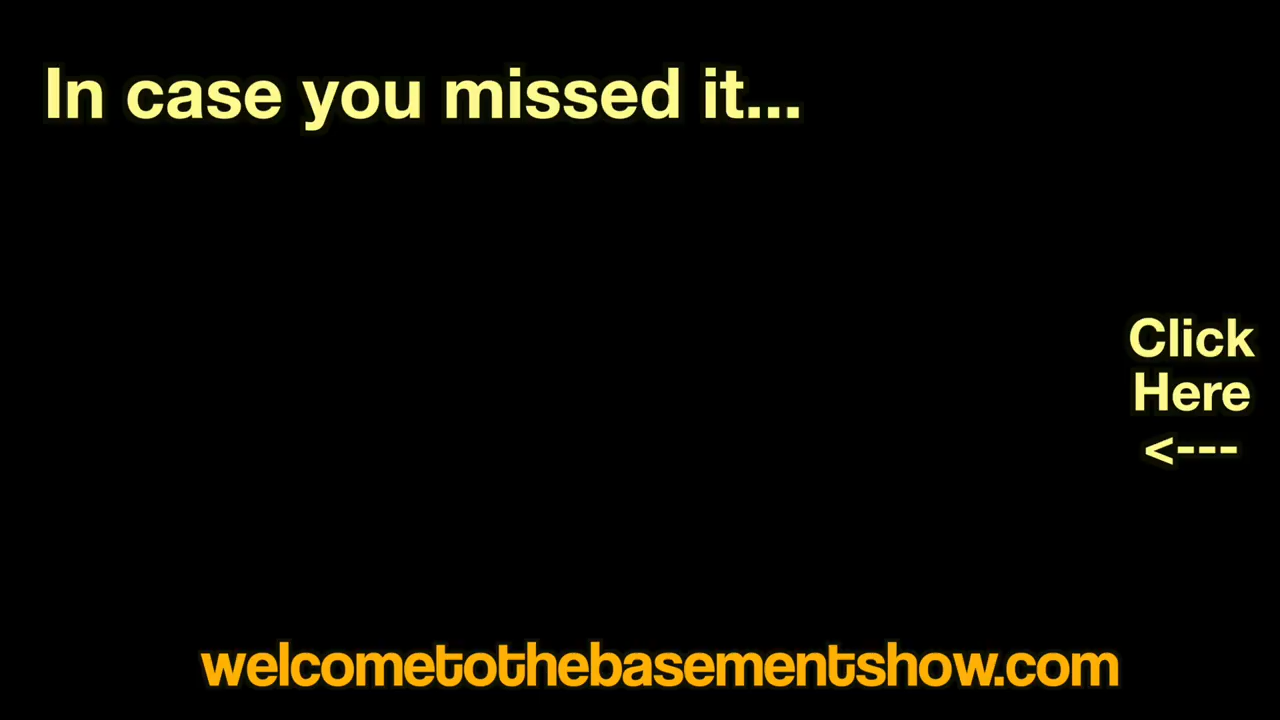 In case you missed it...
Click
Here
<---
welcometothebasementshow.com